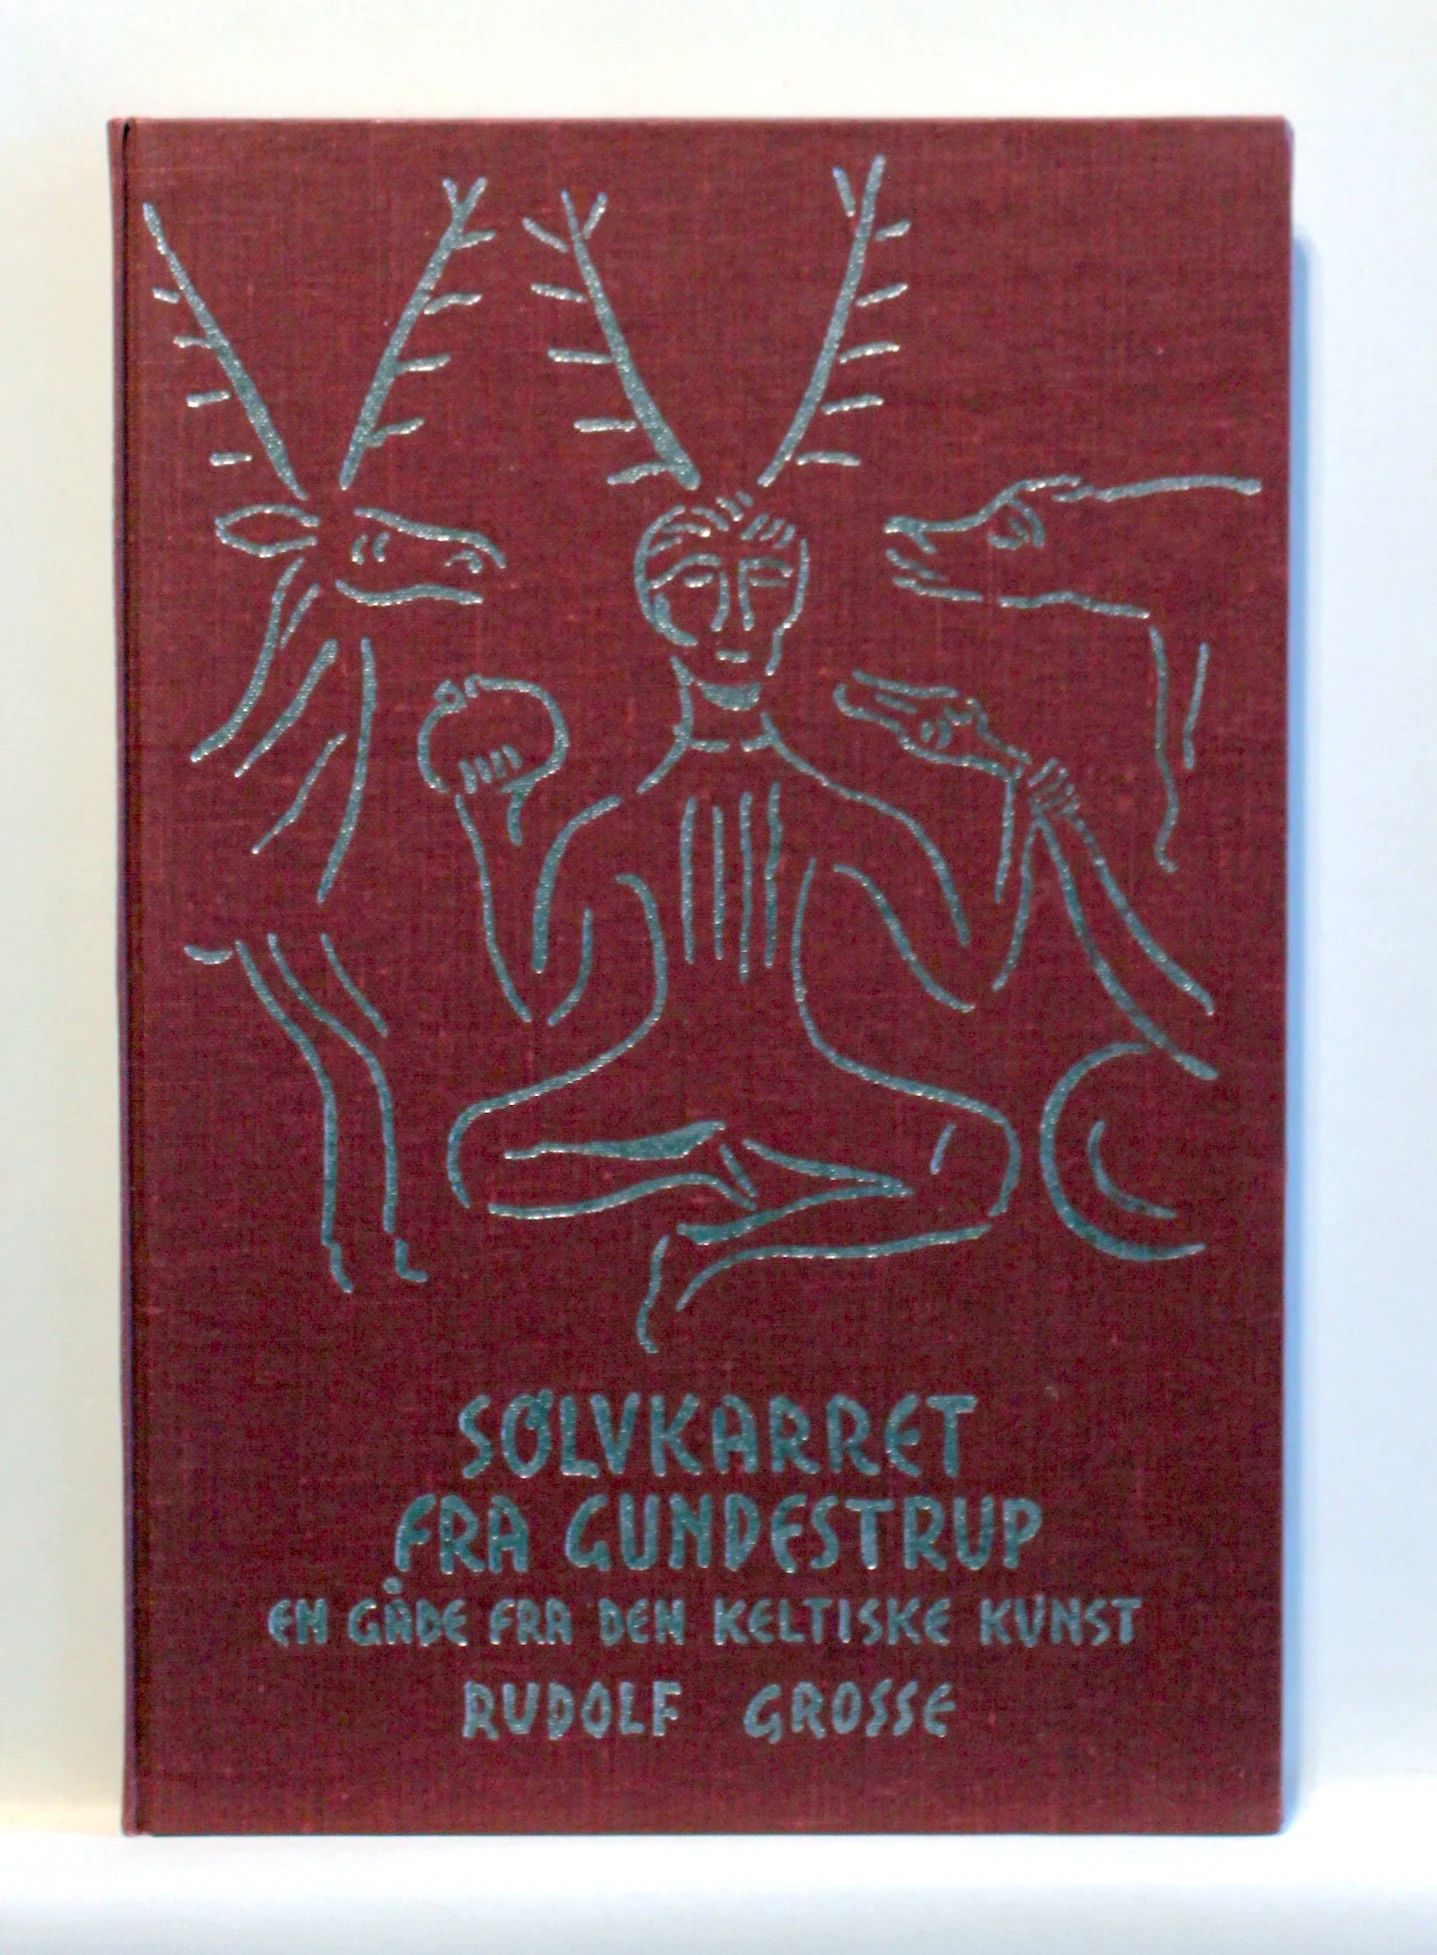 SØLVKARRET
FRA GUNDESTRUP
EN GÅDE FRA DEN KELTISKE KUNST
RUDOLF GROSSE